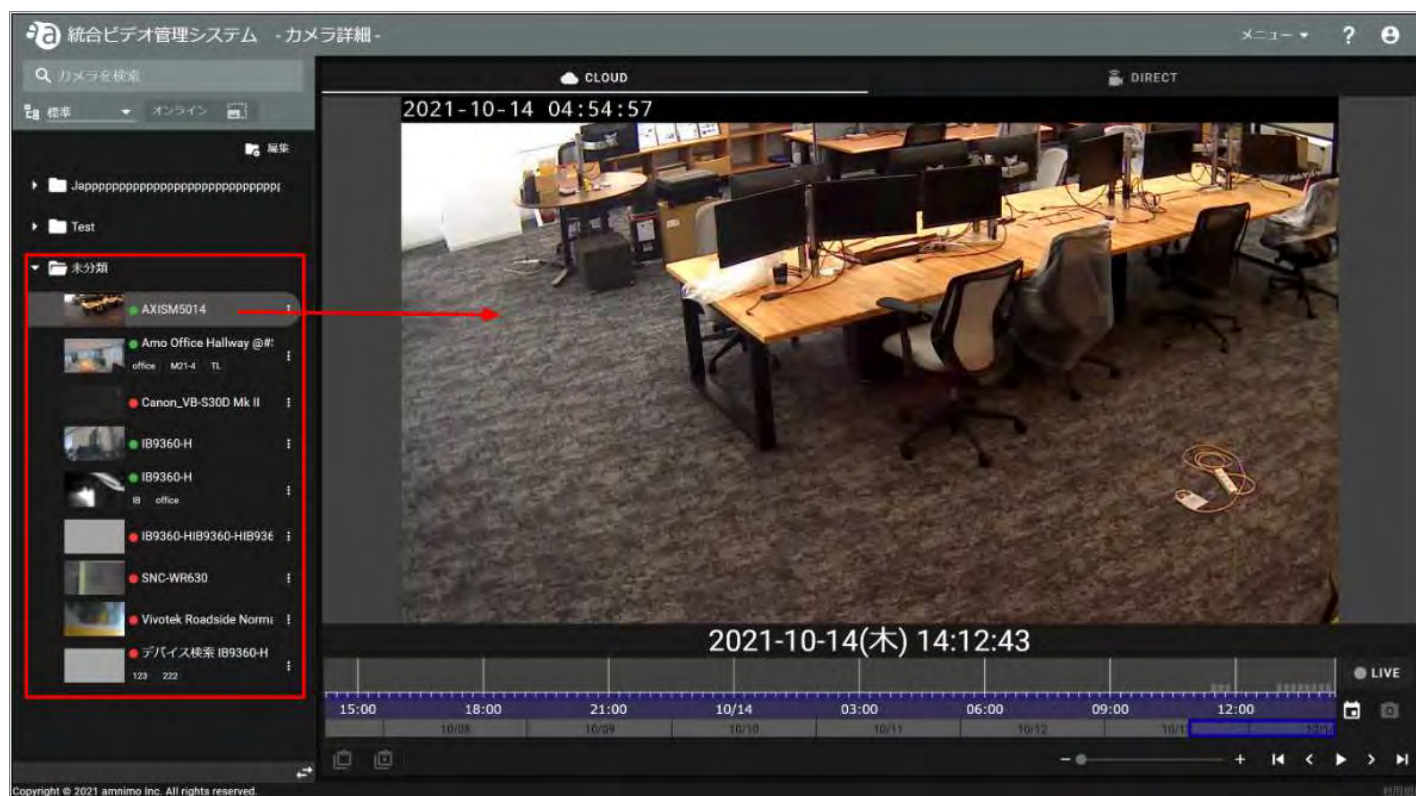 統合ビデオ管理システム - カメラ詳細 -
メニュー
?
カメラを検索
標準
オンライン
CLOUD
DIRECT
編集
2021-10-14 04:54:57
Japppppppppppppppppppppppppppppp
Test
未分類
AXISM5014
Amo Office Hallway @#
office M21-4 TL
Canon_VB-S30D Mk II
IB9360-H
IB9360-H
IB office
IB9360-HIB9360-HIB936
SNC-WR630
Vivotek Roadside Norma
デバイス検索 IB9360-H
123 222
2021-10-14(木) 14:12:43
LIVE
15:00 18:00 21:00 10/14 03:00 06:00 09:00 12:00
10/08 10/09 10/10 10/11 10/12
Copyright © 2021 amnimo Inc. All rights reserved.